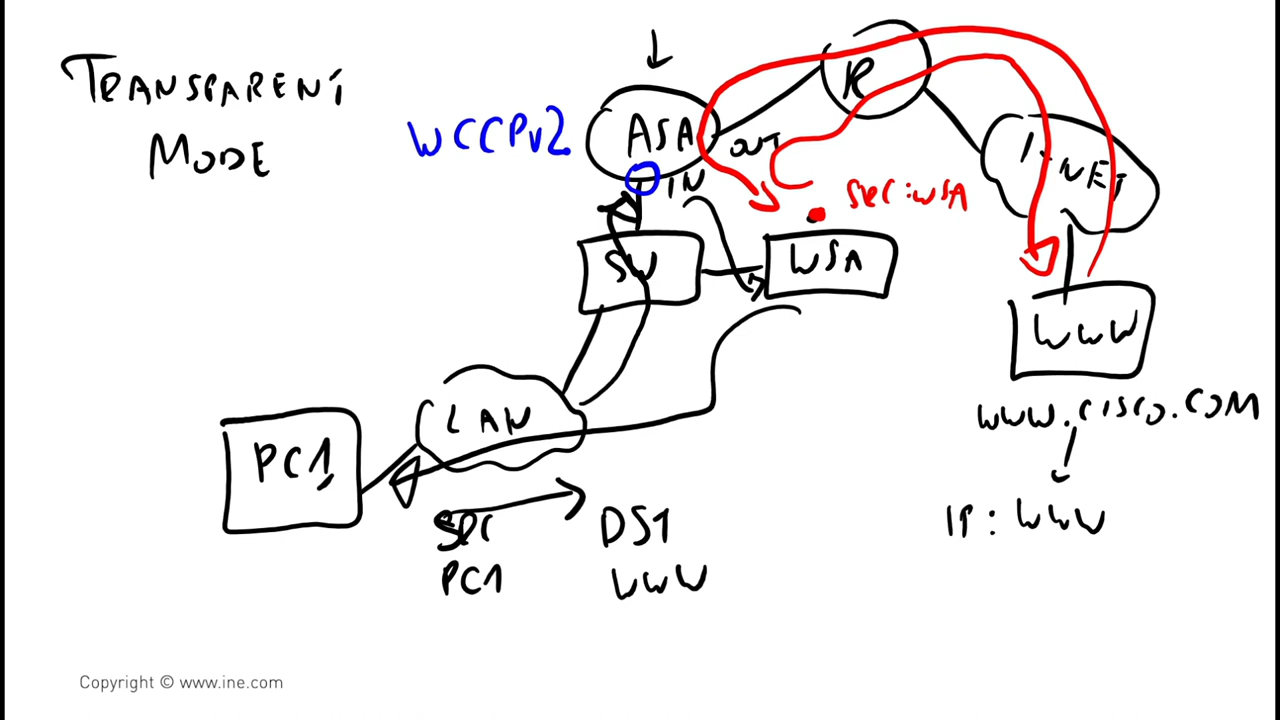 TRANSPARENT
MODE
WCCPv2
ASA
R
OUT
IN
I-NET
SRC:WSA
SW
WSA
WWW
LAN
WWW.CISCO.COM
PC1
IP: WWW
SRC
DST
PC1
WWW
Copyright © www.ine.com